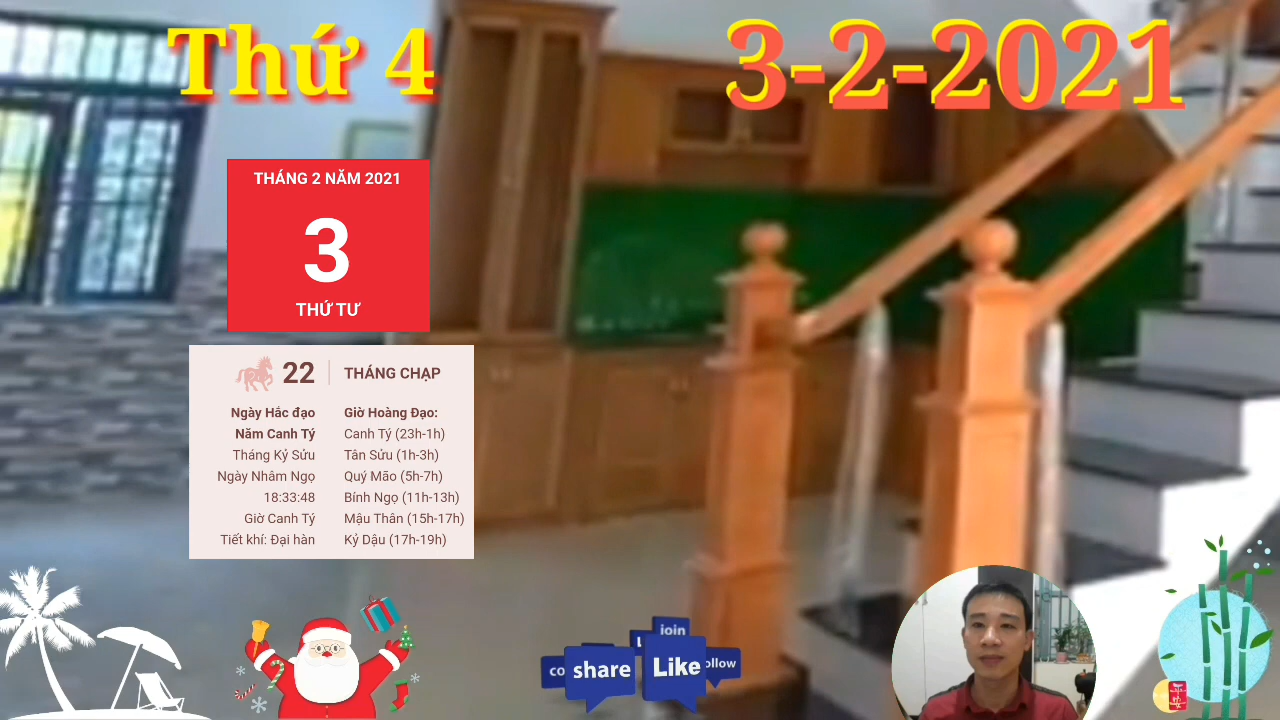 Thứ 4
3-2-2021
THÁNG 2 NĂM 2021
3
THỨ TƯ
22
THÁNG CHẠP
Ngày Hắc đạo
Năm Canh Tý
Tháng Kỷ Sửu
Ngày Nhâm Ngọ
18:33:48
Giờ Canh Tý
Tiết khí: Đại hàn
Giờ Hoàng Đạo:
Canh Tý (23h-1h)
Tân Sửu (1h-3h)
Quý Mão (5h-7h)
Bính Ngọ (11h-13h)
Mậu Thân (15h-17h)
Kỷ Dậu (17h-19h)
join
co
share
Like
ollow